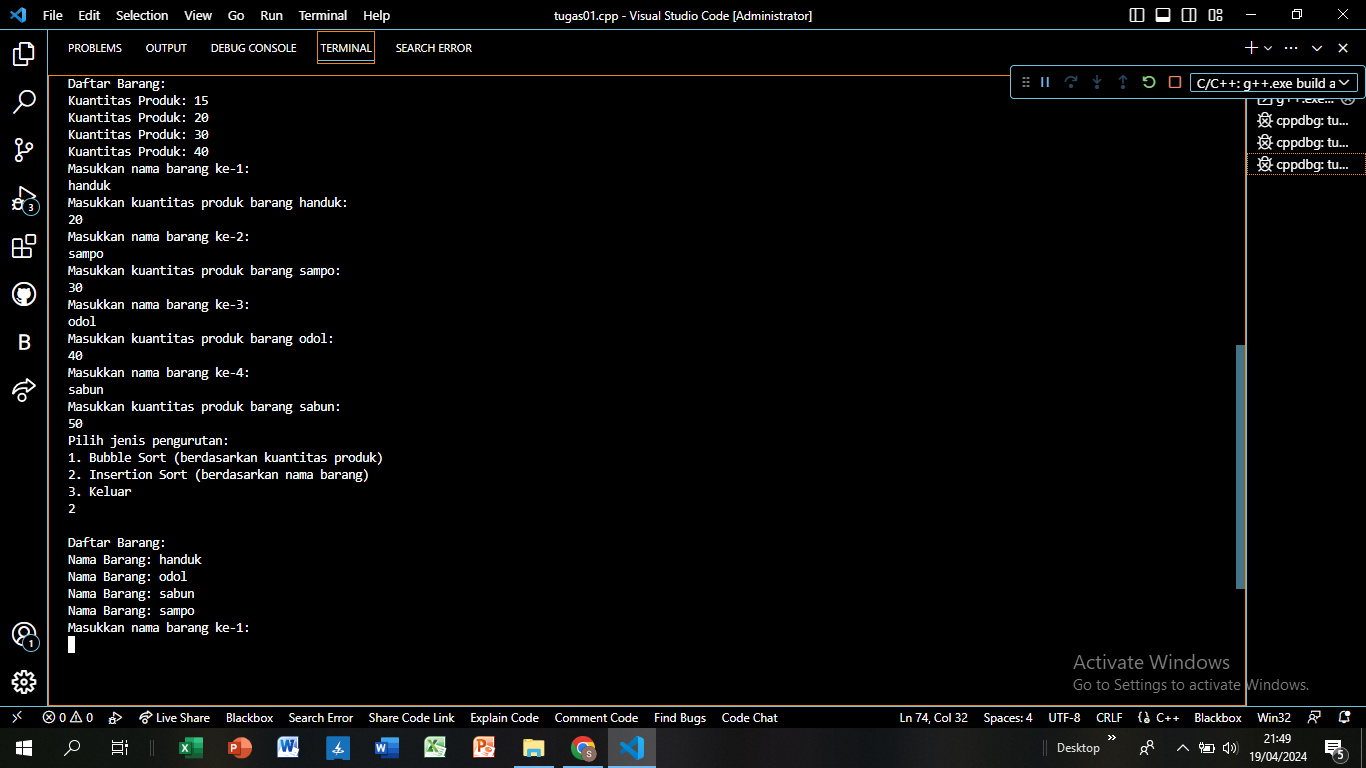 File Edit Selection View Go Run Terminal Help
tugas01.cpp - Visual Studio Code [Administrator]
PROBLEMS OUTPUT DEBUG CONSOLE TERMINAL SEARCH ERROR
C/C++: g++.exe build a
g++.exe...
cppdbg: tu...
cppdbg: tu...
cppdbg: tu...
Daftar Barang:
Kuantitas Produk: 15
Kuantitas Produk: 20
Kuantitas Produk: 30
Kuantitas Produk: 40
Masukkan nama barang ke-1:
handuk
Masukkan kuantitas produk barang handuk:
20
Masukkan nama barang ke-2:
sampo
Masukkan kuantitas produk barang sampo:
30
Masukkan nama barang ke-3:
odol
Masukkan kuantitas produk barang odol:
40
Masukkan nama barang ke-4:
sabun
Masukkan kuantitas produk barang sabun:
50
Pilih jenis pengurutan:
1. Bubble Sort (berdasarkan kuantitas produk)
2. Insertion Sort (berdasarkan nama barang)
3. Keluar
2
Daftar Barang:
Nama Barang: handuk
Nama Barang: odol
Nama Barang: sabun
Nama Barang: sampo
Masukkan nama barang ke-1:
3
B
1
Activate Windows
Go to Settings to activate Windows.
0 0 Live Share Blackbox Search Error Share Code Link Explain Code Comment Code Find Bugs Code Chat Ln 74, Col 32 Spaces: 4 UTF-8 CRLF C++ Blackbox Win32
Desktop
21:49
19/04/2024
5